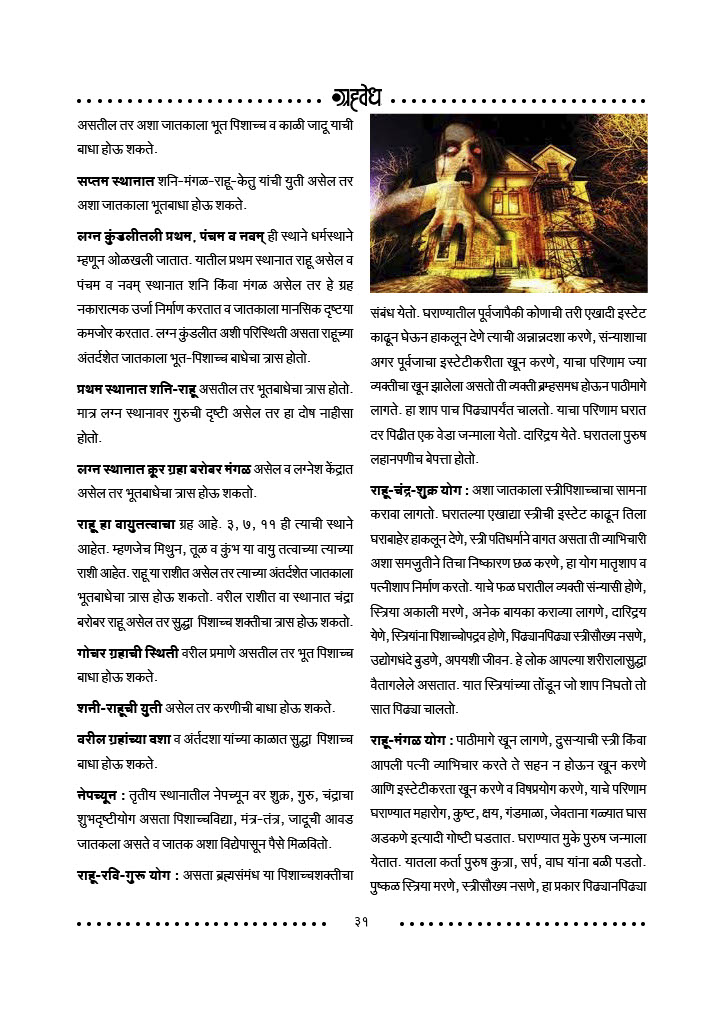 ग्रहवेध
असतील तर अशा जातकाला भूत पिशाच्च व काळी जादू याची
बाधा होऊ शकते.
सप्तम स्थानात शनि-मंगळ-राहू-केतु यांची युती असेल तर
अशा जातकाला भूतबाधा होऊ शकते.
लग्न कुंडलीतली प्रथम, पंचम व नवम् ही स्थाने धर्मस्थाने
म्हणून ओळखली जातात. यातील प्रथम स्थानात राहू असेल व
पंचम व नवम् स्थानात शनि किंवा मंगळ असेल तर हे ग्रह
नकारात्मक उर्जा निर्माण करतात व जातकाला मानसिक दृष्टया
कमजोर करतात. लग्न कुंडलीत अशी परिस्थिती असता राहूच्या
अंतर्दशेत जातकाला भूत-पिशाच्च बाधेचा त्रास होतो.
प्रथम स्थानात शनि-राहू असतील तर भूतबाधेचा त्रास होतो.
मात्र लग्न स्थानावर गुरुची दृष्टी असेल तर हा दोष नाहीसा
होतो.
लग्न स्थानात क्रूर ग्रहा बरोबर मंगळ असेल व लग्नेश केंद्रात
असेल तर भूतबाधेचा त्रास होऊ शकतो.
राहू हा वायुतत्वाचा ग्रह आहे. ३, ७, ११ ही त्याची स्थाने
आहेत. म्हणजेच मिथुन, तूळ व कुंभ या वायु तत्वाच्या त्याच्या
राशी आहेत. राहू या राशीत असेल तर त्याच्या अंतर्दशेत जातकाला
भूतबाधेचा त्रास होऊ शकतो. वरील राशीत वा स्थानात चंद्रा
बरोबर राहू असेल तर सुद्धा पिशाच्च शक्तीचा त्रास होऊ शकतो.
गोचर ग्रहाची स्थिती वरील प्रमाणे असतील तर भूत पिशाच्च
बाधा होऊ शकते.
शनी-राहूची युती असेल तर करणीची बाधा होऊ शकते.
वरील ग्रहांच्या दशा व अंर्तदशा यांच्या काळात सुद्धा पिशाच्च
बाधा होऊ शकते.
नेपच्यून : तृतीय स्थानातील नेपच्यून वर शुक्र, गुरु, चंद्राचा
शुभदृष्टीयोग असता पिशाच्चविद्या, मंत्र-तंत्र, जादूची आवड
जातकला असते व जातक अशा विद्येपासून पैसे मिळवितो.
राहू-रवि-गुरू योग : असता ब्रह्मसंमंध या पिशाच्चशक्तीचा
संबंध येतो. घराण्यातील पूर्वजापैकी कोणाची तरी एखादी इस्टेट
काढून घेऊन हाकलून देणे त्याची अन्नान्नदशा करणे, संन्याशाचा
अगर पूर्वजाचा इस्टेटीकरीता खून करणे, याचा परिणाम ज्या
व्यक्तीचा खून झालेला असतो ती व्यक्ती ब्रम्हसमध होऊन पाठीमागे
लागते. हा शाप पाच पिढ्यापर्यंत चालतो. याचा परिणाम घरात
दर पिढीत एक वेडा जन्माला येतो. दारिद्रय येते. घरातला पुरुष
लहानपणीच बेपत्ता होतो.
राहू-चंद्र-शुक्र योग : अशा जातकाला स्त्रीपिशाच्चाचा सामना
करावा लागतो. घरातल्या एखाद्या स्त्रीची इस्टेट काढून तिला
घराबाहेर हाकलून देणे, स्त्री पतिधर्माने वागत असता ती व्याभिचारी
अशा समजुतीने तिचा निष्कारण छळ करणे, हा योग मातृशाप व
पत्नीशाप निर्माण करतो. याचे फळ घरातील व्यक्ती संन्यासी होणे,
स्त्रिया अकाली मरणे, अनेक बायका कराव्या लागणे, दारिद्रय
येणे, स्त्रियांना पिशाच्चोपद्रव होणे, पिढ्यानपिढ्या स्त्रीसौख्य नसणे,
उद्योगधंदे बुडणे, अपयशी जीवन. हे लोक आपल्या शरीरालासुद्धा
वैतागलेले असतात. यात स्त्रियांच्या तोंडून जो शाप निघतो तो
सात पिढ्या चालतो.
राहू-मंगळ योग : पाठीमागे खून लागणे, दुसऱ्याची स्त्री किंवा
आपली पत्नी व्याभिचार करते ते सहन न होऊन खून करणे
आणि इस्टेटीकरता खून करणे व विषप्रयोग करणे, याचे परिणाम
घराण्यात महारोग, कुष्ट, क्षय, गंडमाळा, जेवताना गळ्यात घास
अडकणे इत्यादी गोष्टी घडतात. घराण्यात मुके पुरुष जन्माला
येतात. यातला कर्ता पुरुष कुत्रा, सर्प, वाघ यांना बळी पडतो.
पुष्कळ स्त्रिया मरणे, स्त्रीसौख्य नसणे, हा प्रकार पिढ्यानपिढ्या
३१